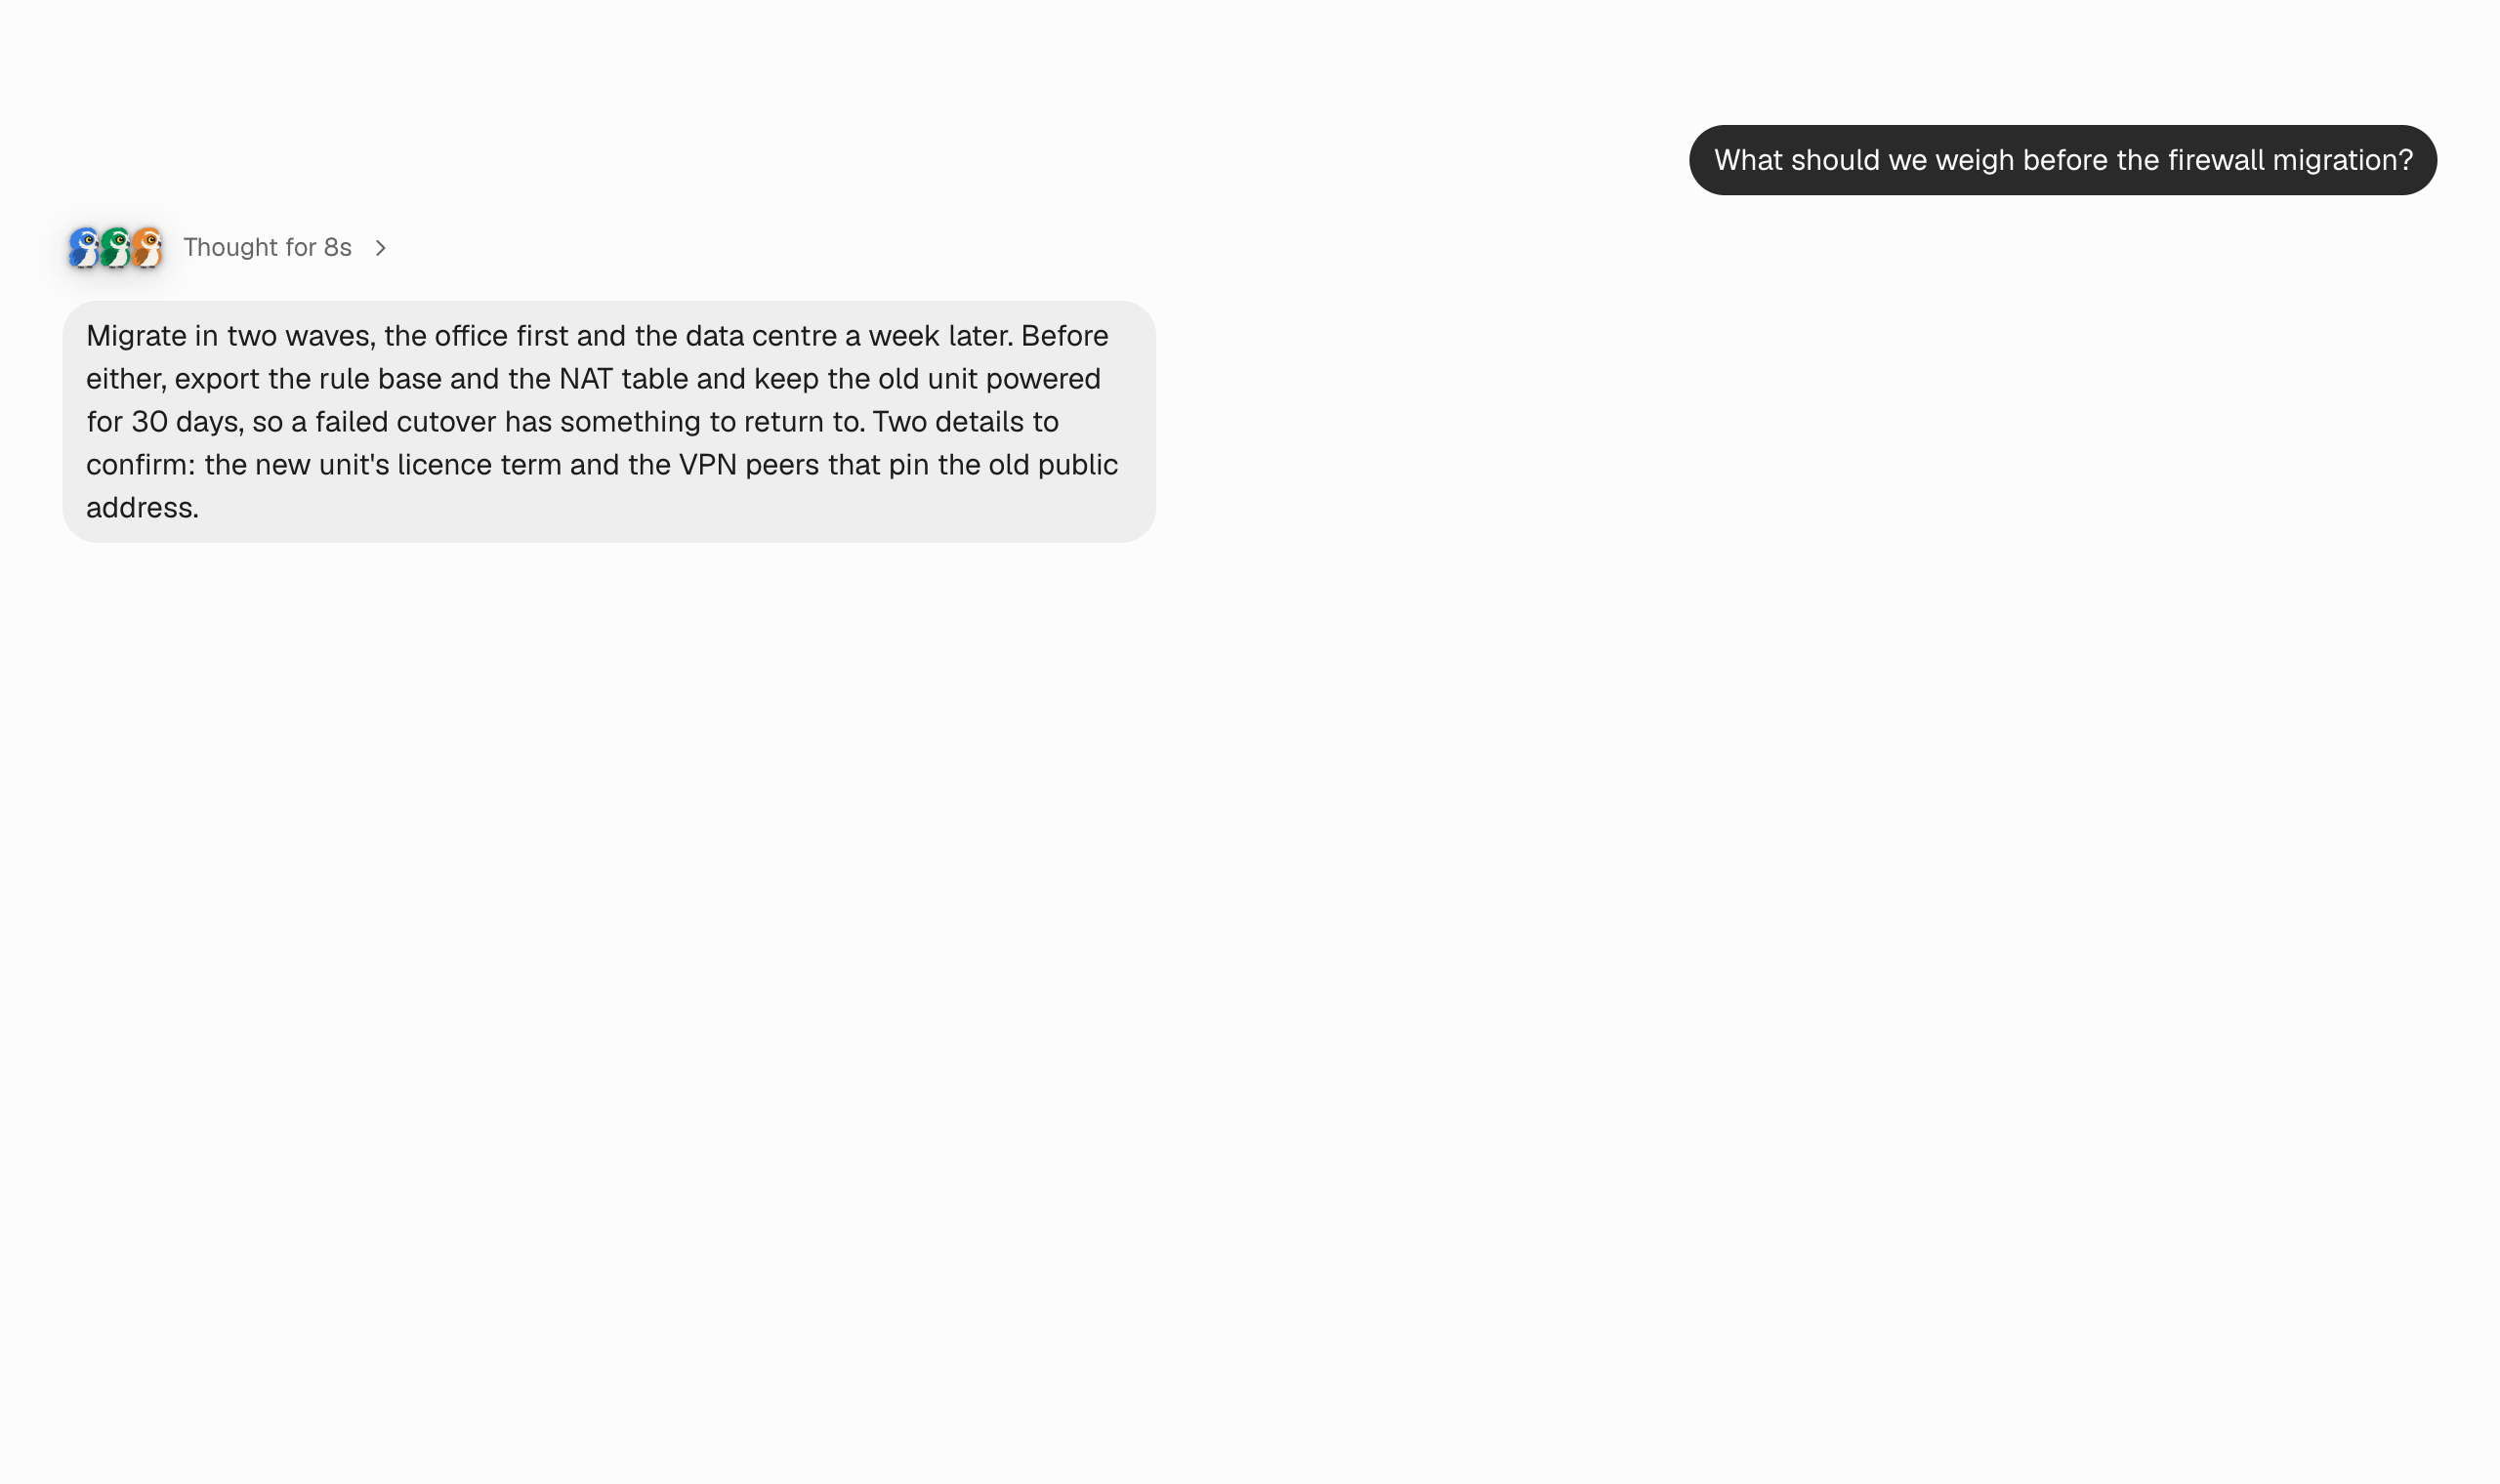 What should we weigh before the firewall migration?
Thought for 8s
Migrate in two waves, the office first and the data centre a week later. Before
either, export the rule base and the NAT table and keep the old unit powered
for 30 days, so a failed cutover has something to return to. Two details to
confirm: the new unit's licence term and the VPN peers that pin the old public
address.